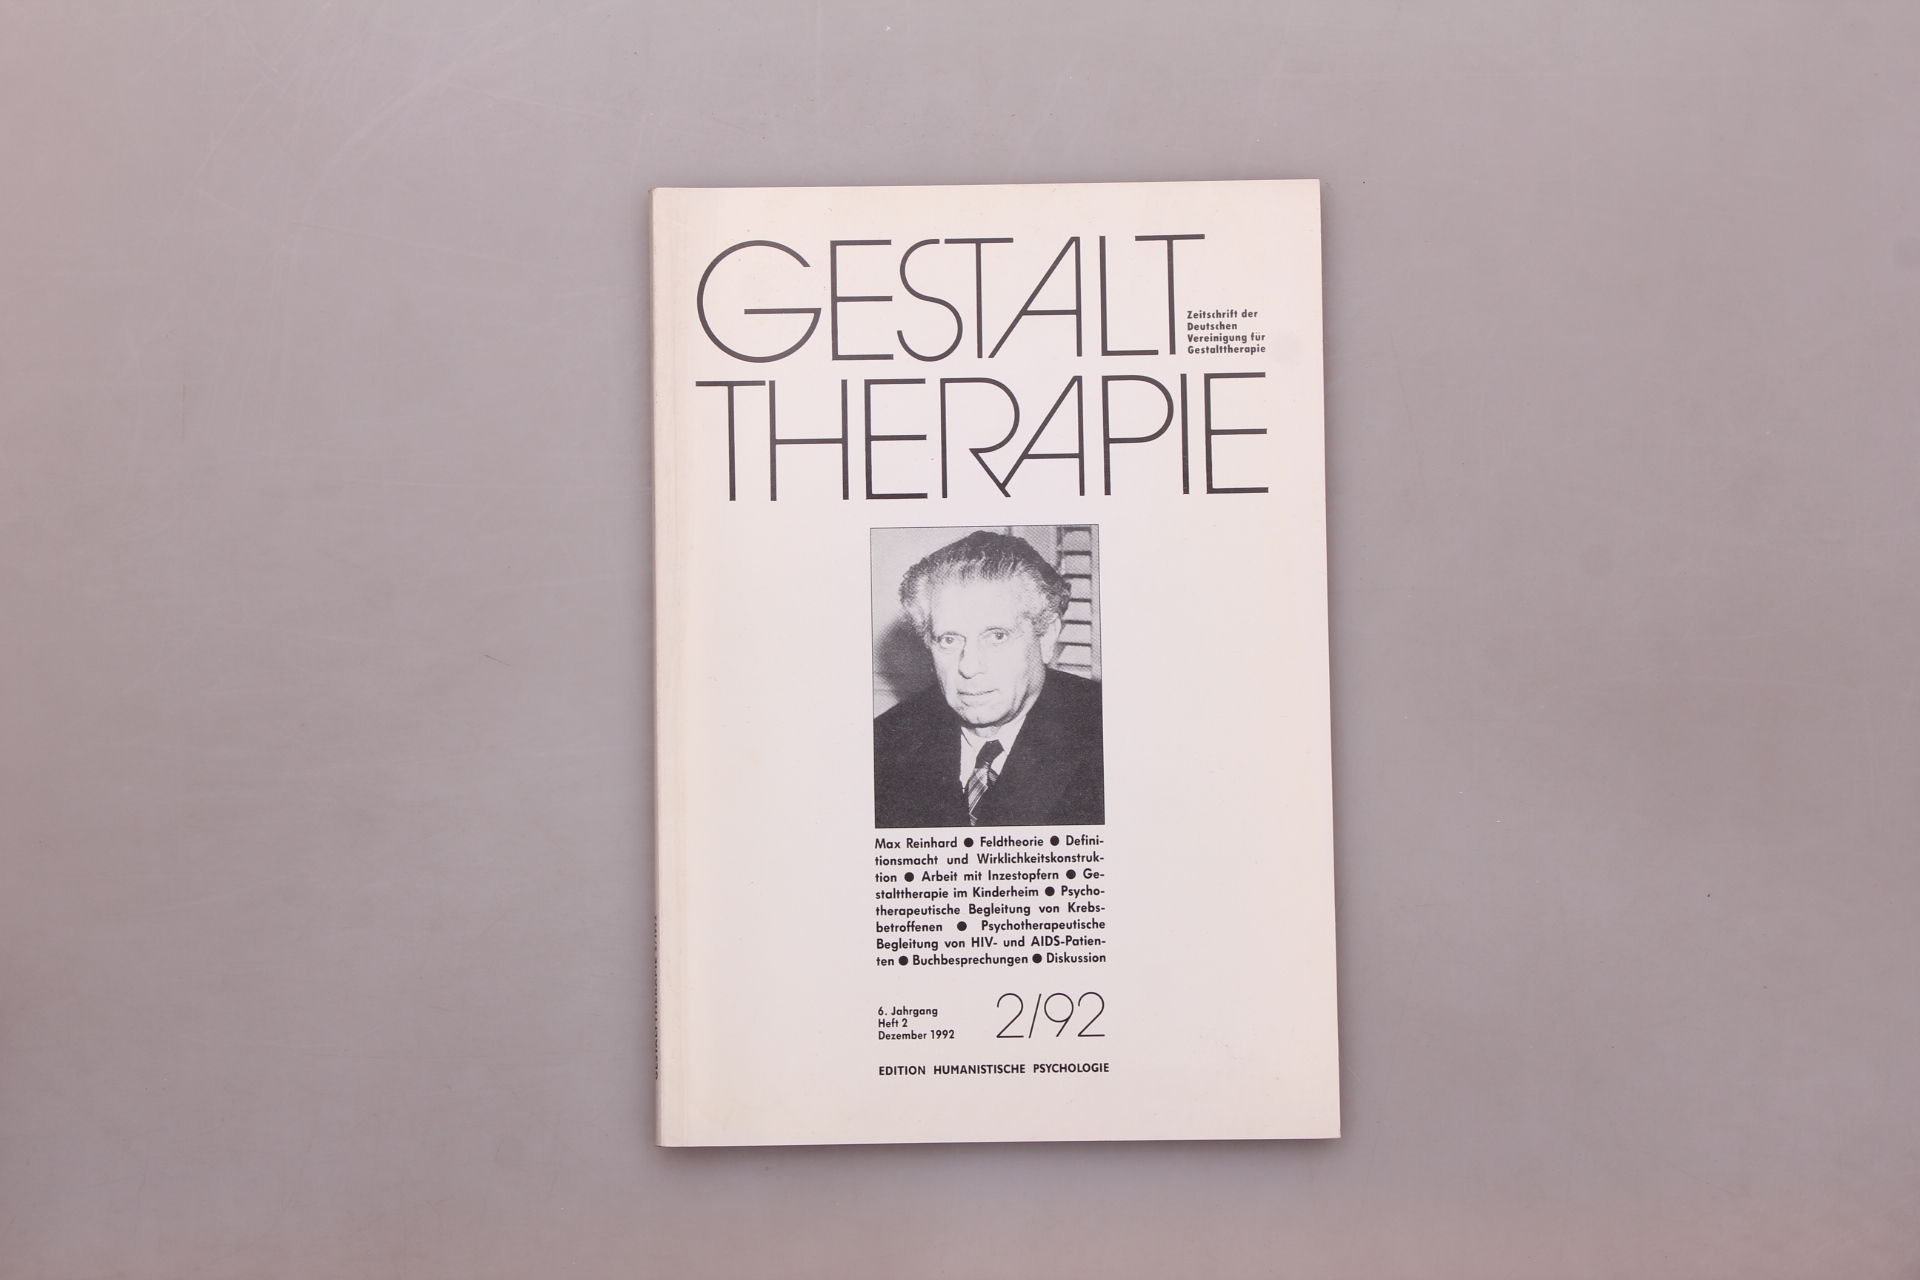 GESTALT
Zeitschrift der
Deutschen
Vereinigung für
Gestalttherapie
THERAPIE
Max Reinhard ● Feldtheorie ● Defini-
tionsmacht und Wirklichkeitskonstruk-
tion ● Arbeit mit Inzestopfern ● Ge-
stalttherapie im Kinderheim ● Psycho-
therapeutische Begleitung von Krebs-
betroffenen ● Psychotherapeutische
Begleitung von HIV- und AIDS-Patien-
ten ● Buchbesprechungen ● Diskussion
6. Jahrgang
Heft 2
Dezember 1992
2/92
EDITION HUMANISTISCHE PSYCHOLOGIE